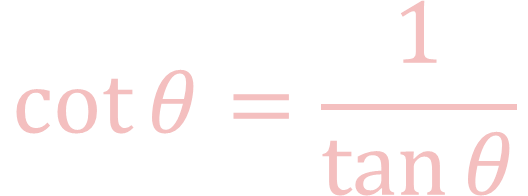 cot θ = 1 / tan θ